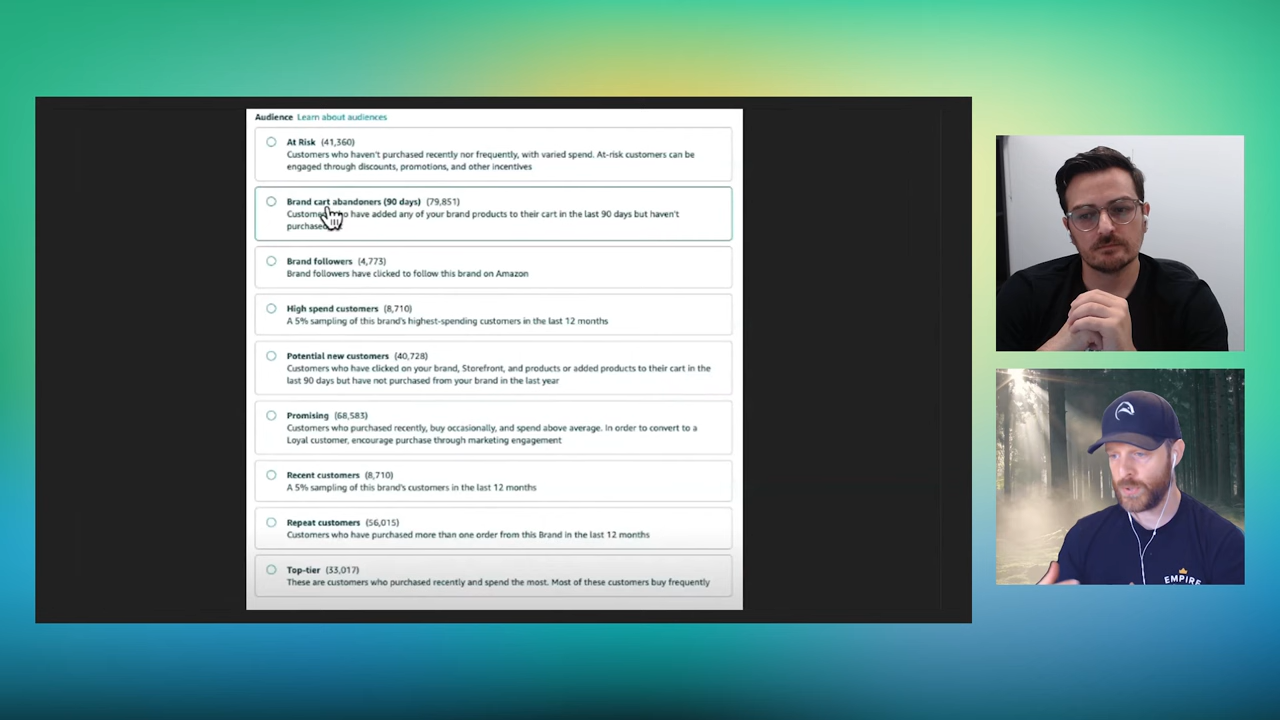 Audience Learn about audiences
At Risk (41,360)
Customers who haven't purchased recently nor frequently, with varied spend. At-risk customers can be
engaged through discounts, promotions, and other incentives
Brand cart abandoners (90 days) (79,851)
Custome ho have added any of your brand products to their cart in the last 90 days but haven't
purchased
Brand followers (4,773)
Brand followers have clicked to follow this brand on Amazon
High spend customers (8,710)
A 5% sampling of this brand's highest-spending customers in the last 12 months
Potential new customers (40,728)
Customers who have clicked on your brand, Storefront, and products or added products to their cart in the
last 90 days but have not purchased from your brand in the last year
Promising (68,583)
Customers who purchased recently, buy occasionally, and spend above average. In order to convert to a
Loyal customer, encourage purchase through marketing engagement
Recent customers (8,710)
A 5% sampling of this brand's customers in the last 12 months
Repeat customers (56,015)
Customers who have purchased more than one order from this Brand in the last 12 months
Top-tier (33,017)
These are customers who purchased recently and spend the most. Most of these customers buy frequently
EMPIRE